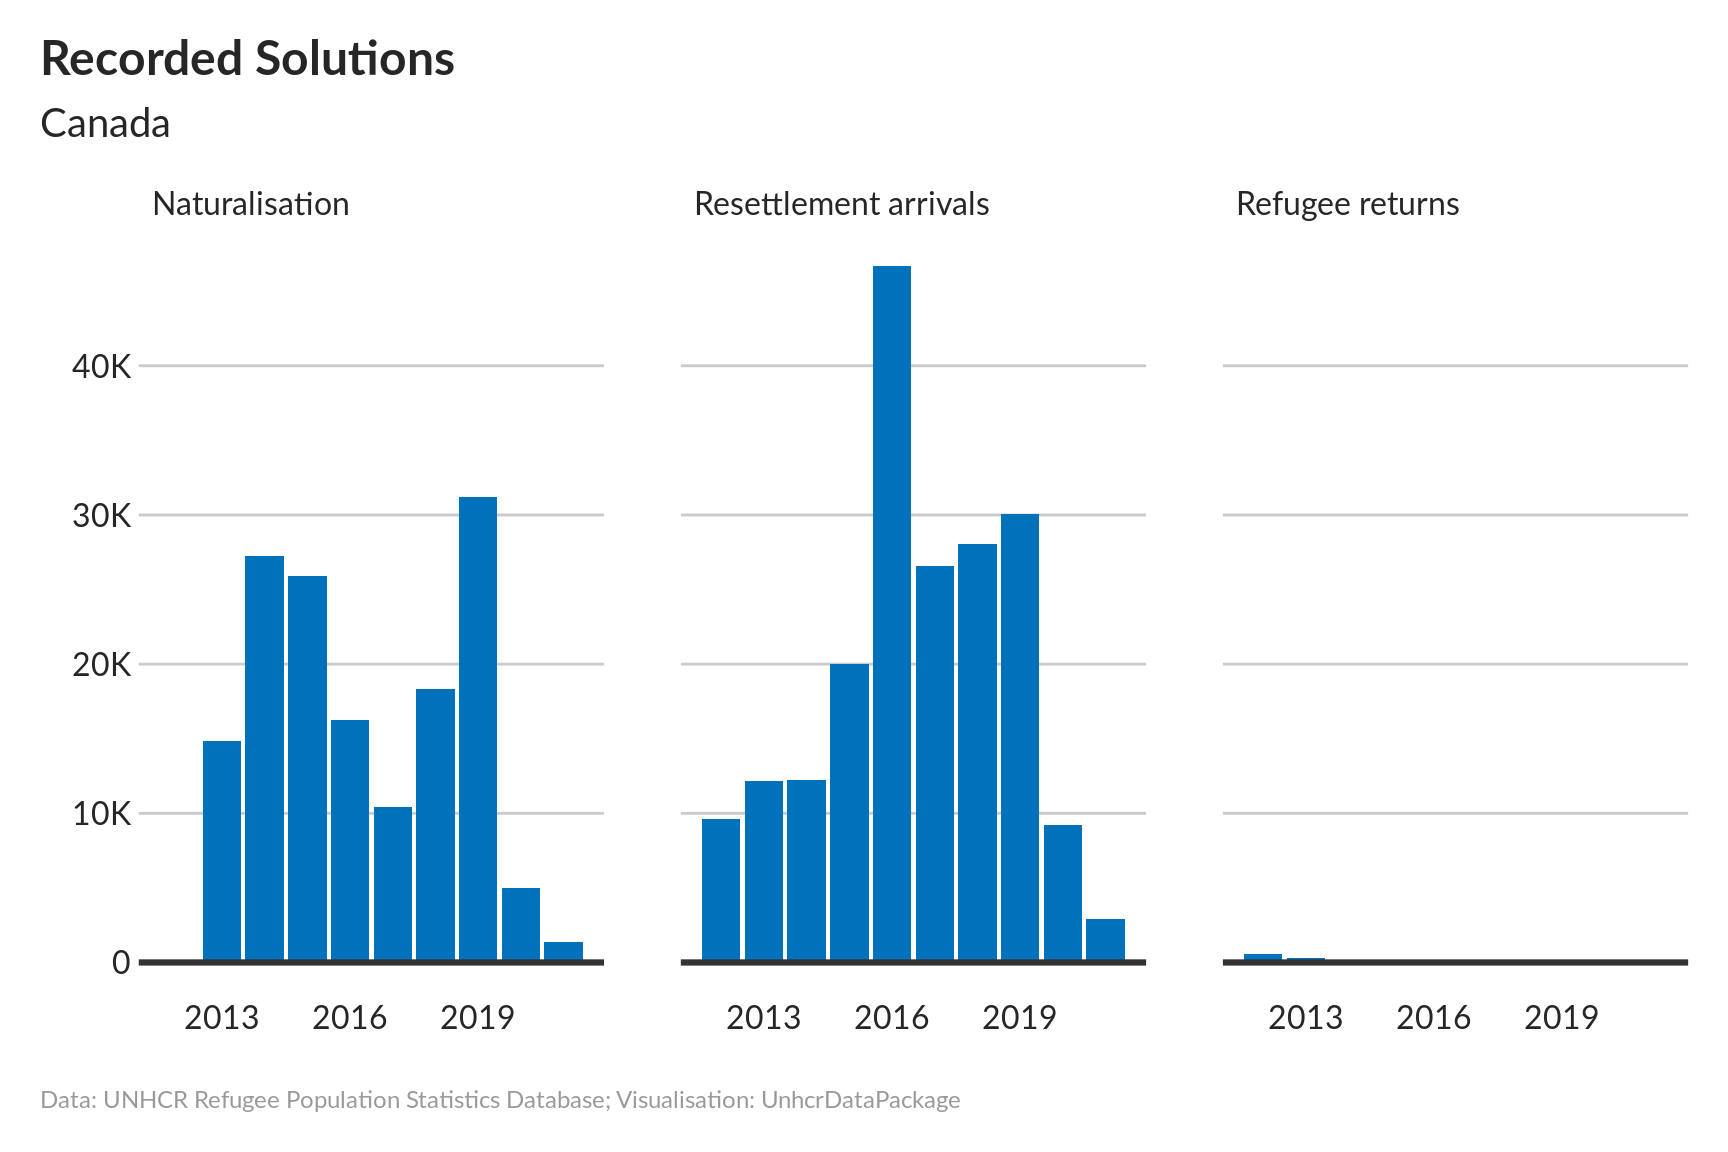 Recorded Solutions
Canada
Naturalisation
Resettlement arrivals
Refugee returns
40K
30K
20K
10K
0
2013 2016 2019
2013 2016 2019
2013 2016 2019
Data: UNHCR Refugee Population Statistics Database; Visualisation: UnhcrDataPackage